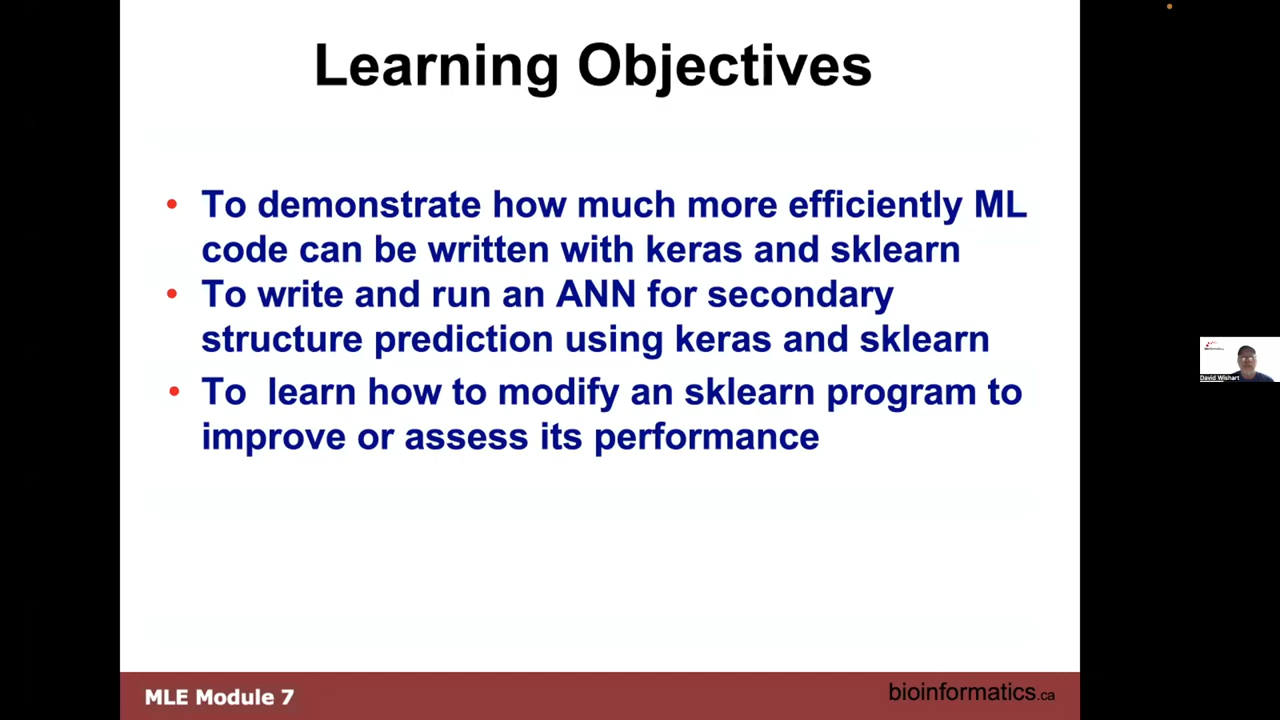 Learning Objectives
• To demonstrate how much more efficiently ML
code can be written with keras and sklearn
• To write and run an ANN for secondary
structure prediction using keras and sklearn
• To learn how to modify an sklearn program to
improve or assess its performance
David Wishart
MLE Module 7
bioinformatics.ca